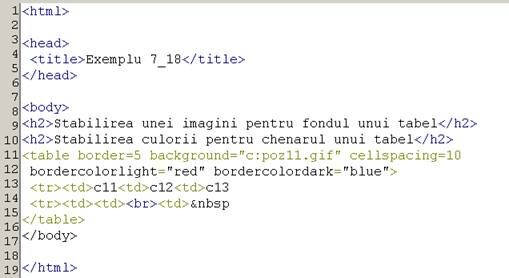 1 <html>
2
3 <head>
4 <title>Exemplu 7_18</title>
5 </head>
6
7
8 <body>
9 <h2>Stabilirea unei imagini pentru fondul unui tabel</h2>
10 <h2>Stabilirea culorii pentru chenarul unui tabel</h2>
11 <table border=5 background="c:poz11.gif" cellspacing=10
12 bordercolorlight="red" bordercolordark="blue">
13 <tr><td>c11<td>c12<td>c13
14 <tr><td><td><br><td>&nbsp
15 </table>
16 </body>
17
18
19 </html>